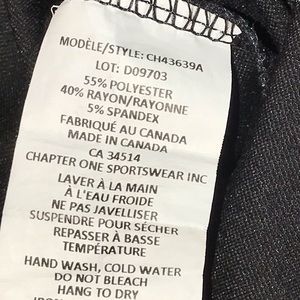 MODÈLE/STYLE: CH43639A
LOT: D09703
55% POLYESTER
40% RAYON/RAYONNE
5% SPANDEX
FABRIQUÉ AU CANADA
MADE IN CANADA
CA 34514
CHAPTER ONE SPORTSWEAR INC
LAVER À LA MAIN
À L'EAU FROIDE
NE PAS JAVELLISER
SUSPENDRE POUR SÉCHER
REPASSER À BASSE
TEMPÉRATURE
HAND WASH, COLD WATER
DO NOT BLEACH
HANG TO DRY